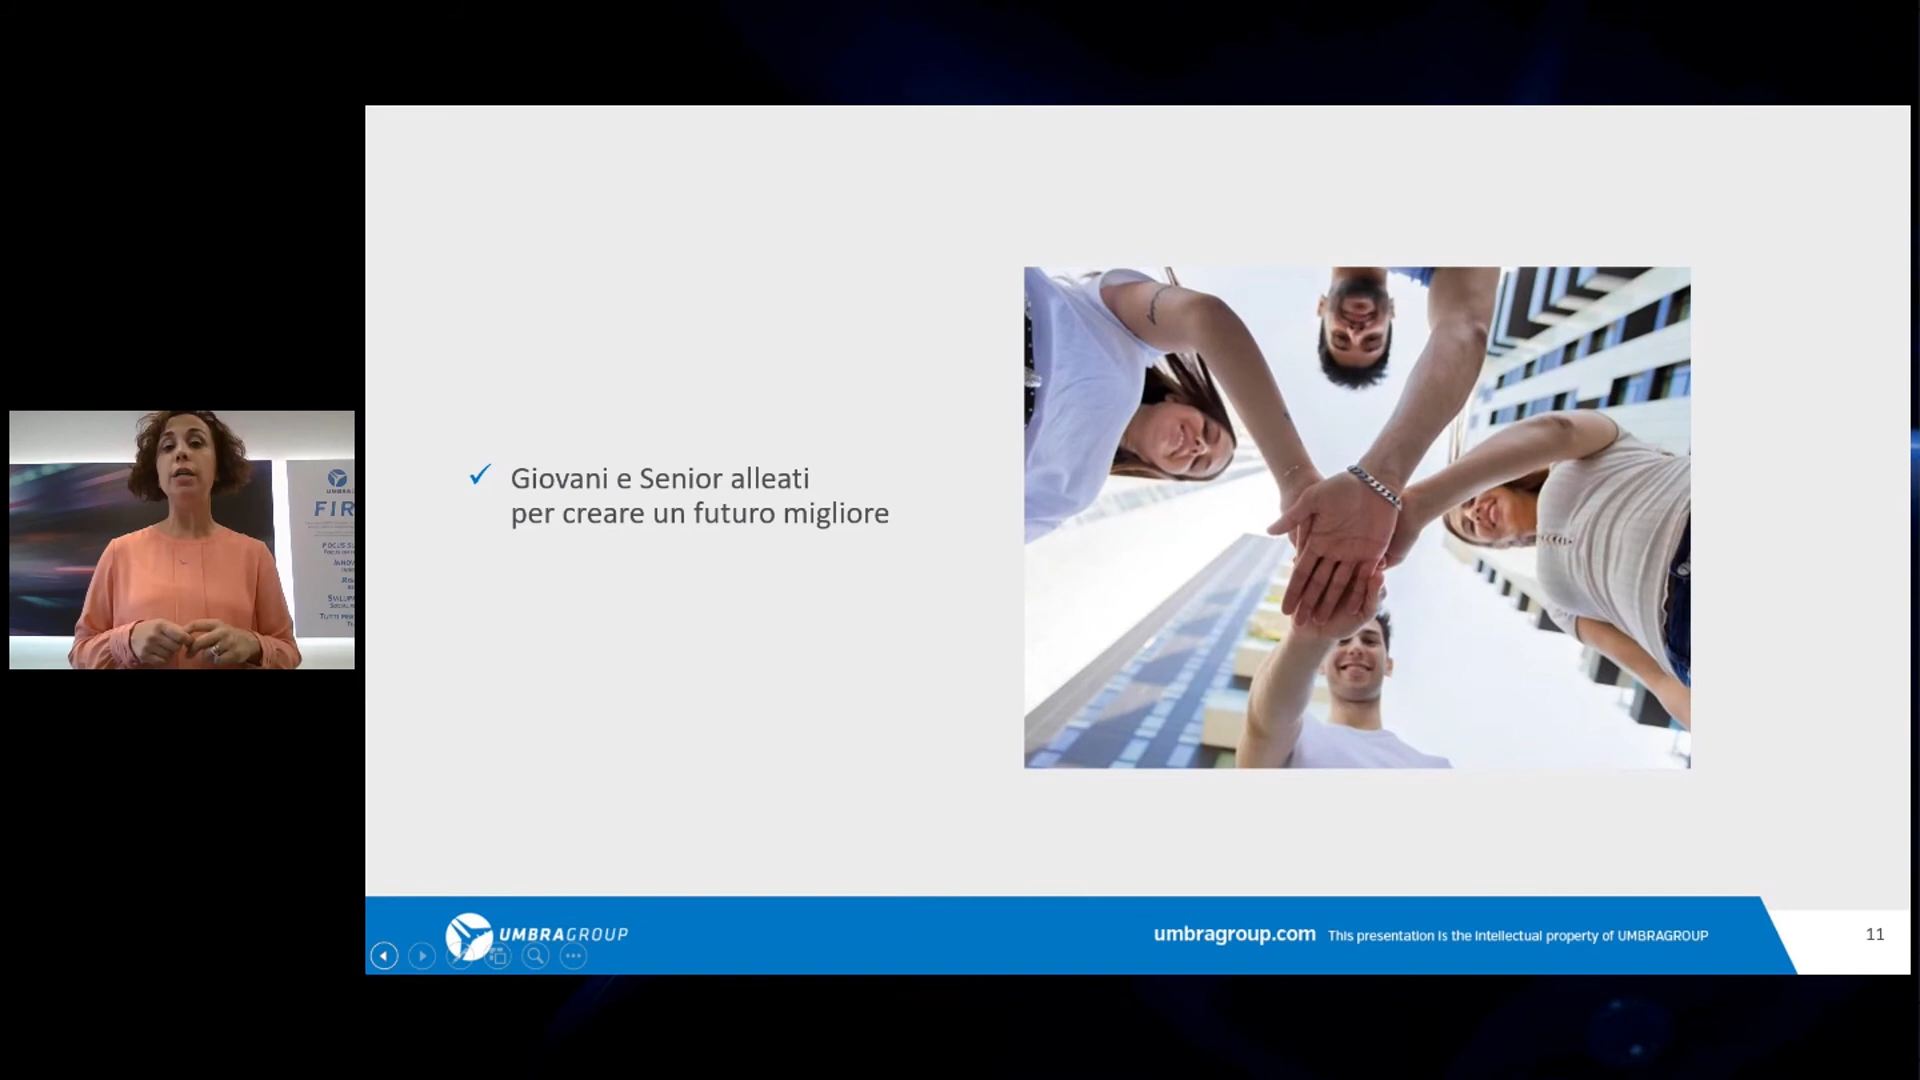 UMBRA
FIR
Giovani e Senior alleati
per creare un futuro migliore
UMBRAGROUP
umbragroup.com This presentation is the intellectual property of UMBRAGROUP
11